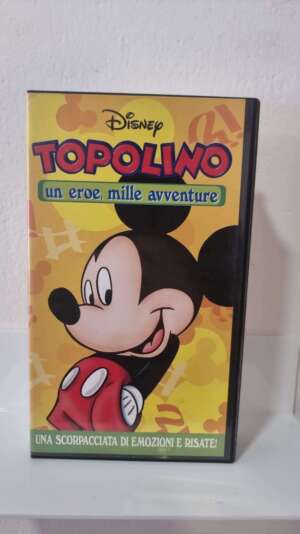 Disney
TOPOLINO
un eroe, mille avventure
UNA SCORPACCIATA DI EMOZIONI E RISATE!